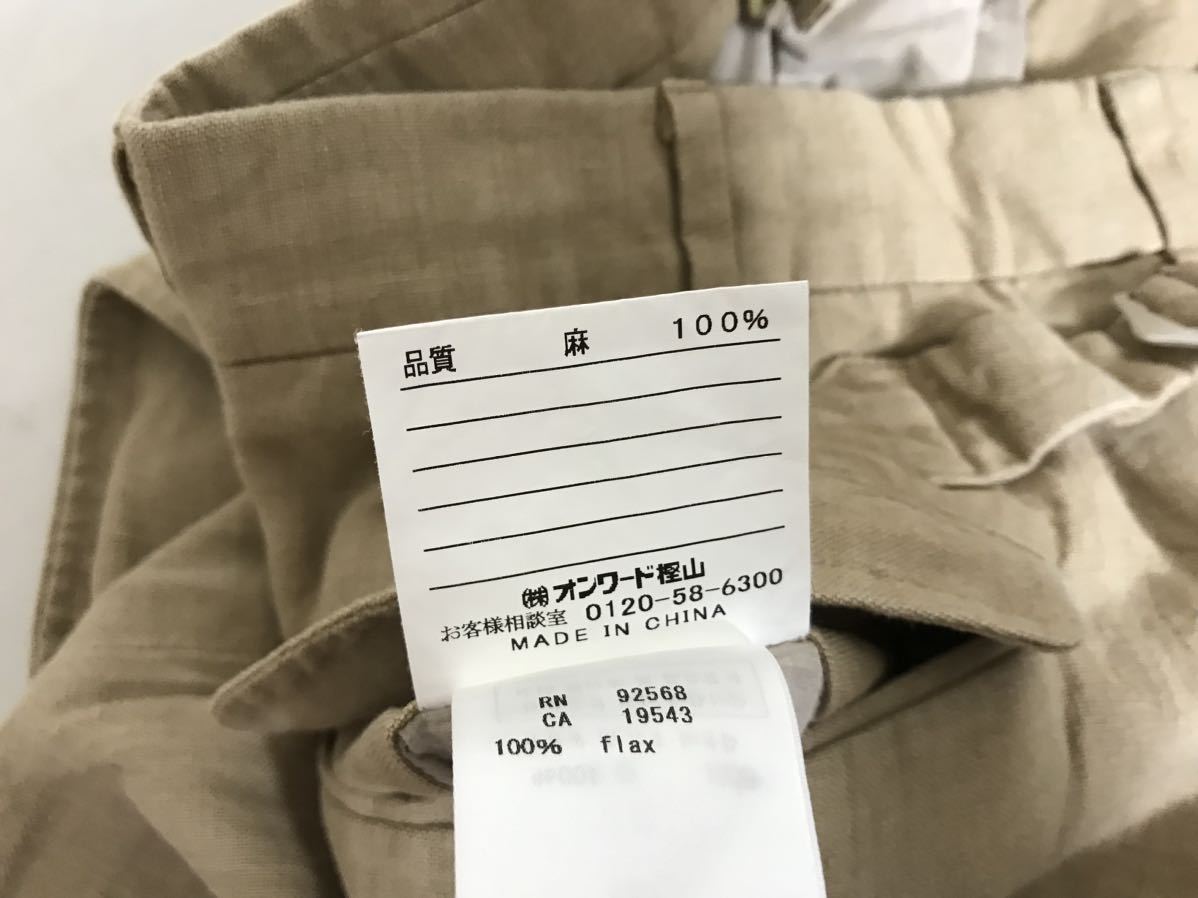 品質 麻 100%
㈱オンワード樫山
お客様相談室 0120-58-6300
MADE IN CHINA
RN 92568
CA 19543
100% flax